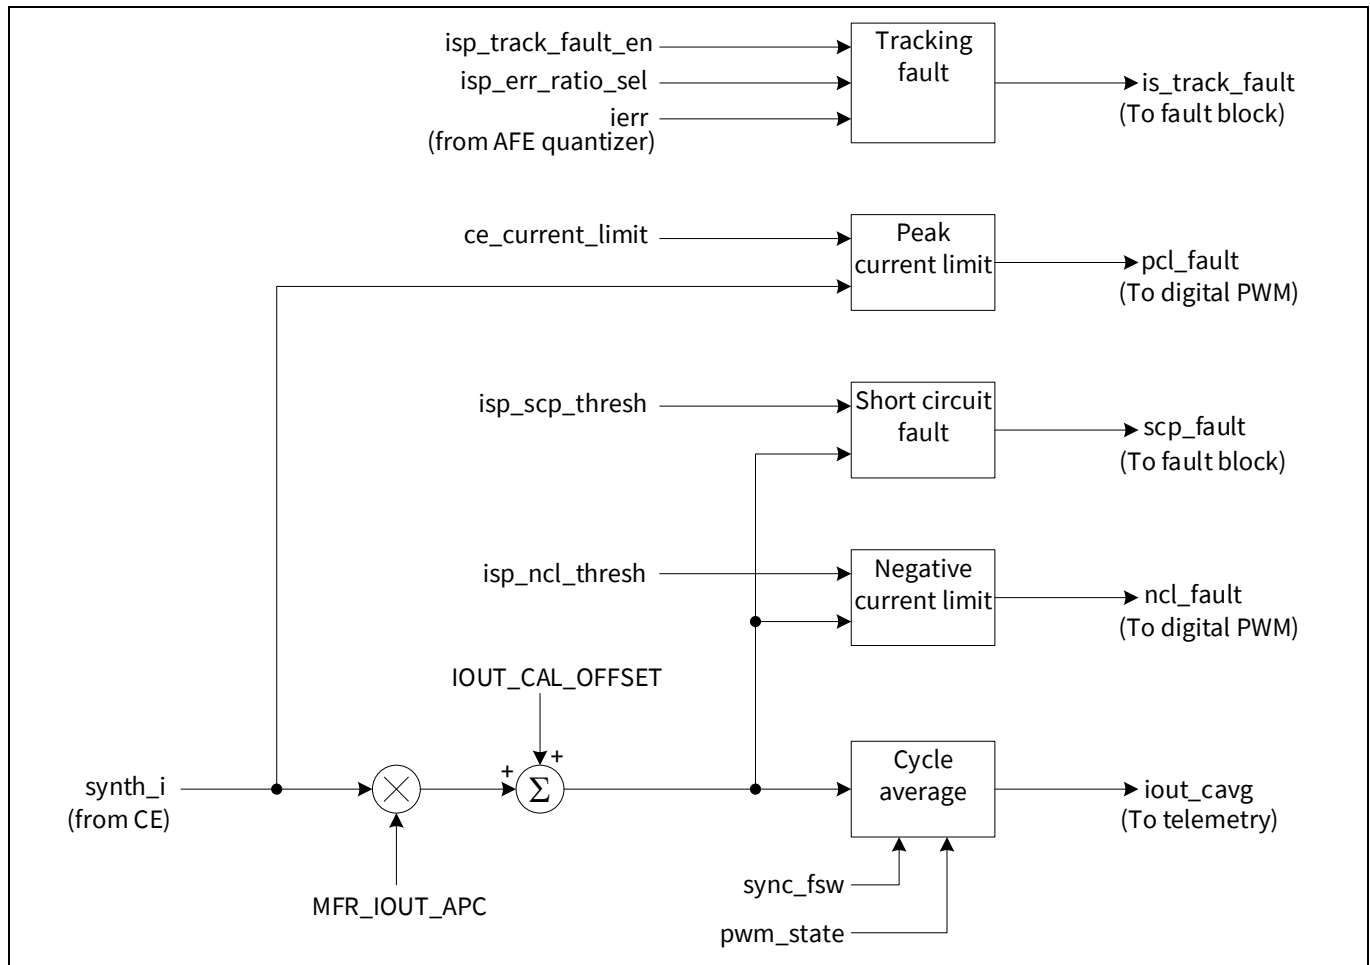 isp_track_fault_en
isp_err_ratio_sel
ierr
(from AFE quantizer)
Tracking
fault
is_track_fault
(To fault block)
ce_current_limit
Peak
current limit
pcl_fault
(To digital PWM)
isp_scp_thresh
Short circuit
fault
scp_fault
(To fault block)
isp_ncl_thresh
Negative
current limit
ncl_fault
(To digital PWM)
IOUT_CAL_OFFSET
+
+
Σ
synth_i
(from CE)
MFR_IOUT_APC
Cycle
average
iout_cavg
(To telemetry)
sync_fsw
pwm_state